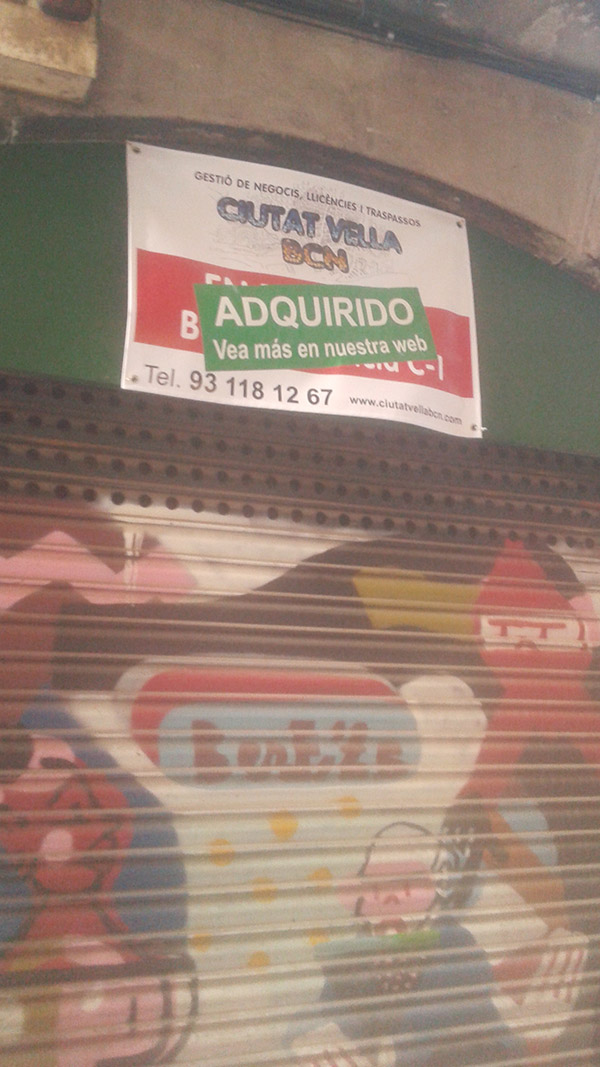 GESTIÓ DE NEGOCIS, LLICÈNCIES I TRASPASSOS
CIUTAT VELLA
BCN
ADQUIRIDO
Vea más en nuestra web
C-1
Tel. 93 118 12 67 www.ciutatvellabcn.com